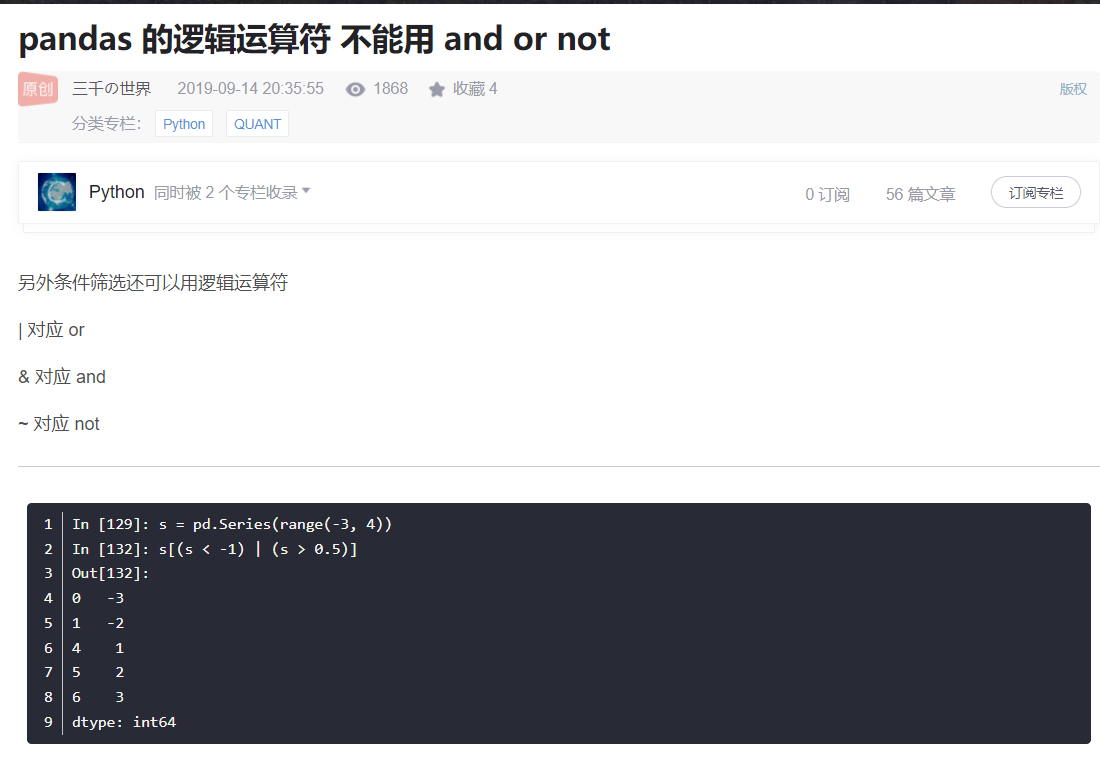 pandas 的逻辑运算符 不能用 and or not
原创 三千の世界 2019-09-14 20:35:55 1868 收藏 4 版权
分类专栏： Python QUANT
Python 同时被 2 个专栏收录 0 订阅 56 篇文章 订阅专栏
另外条件筛选还可以用逻辑运算符
| 对应 or
& 对应 and
~ 对应 not
1 In [129]: s = pd.Series(range(-3, 4))
2 In [132]: s[(s < -1) | (s > 0.5)]
3 Out[132]:
4 0   -3
5 1   -2
6 4    1
7 5    2
8 6    3
9 dtype: int64